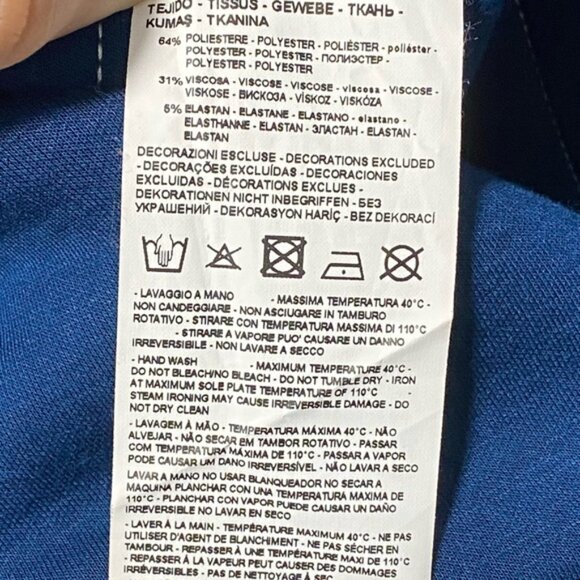 TEJIDO - TISSUS - GEWEBE - ТКАНЬ -
KUMAŞ - TKANINA
64% POLIESTERE - POLYESTER - POLIÉSTER - poliéster -
POLYESTER - POLYESTER - ПОЛИЭСТЕР -
POLYESTER - POLYESTER
31% VISCOSA - VISCOSE - VISCOSE - viscosa - VISCOSE -
VISKOSE - ВИСКОЗА - VİSKOZ - VISKÓZA
5% ELASTAN - ELASTANE - ELASTANO - elastano -
ELASTHANNE - ELASTAN - ЭЛАСТАН - ELASTAN -
ELASTAN
DECORAZIONI ESCLUSE - DECORATIONS EXCLUDED
- DECORAÇÕES EXCLUÍDAS - DECORACIONES
EXCLUIDAS - DÉCORATIONS EXCLUES -
DEKORATIONEN NICHT INBEGRIFFEN - БЕЗ
УКРАШЕНИЙ - DEKORASYON HARİÇ - BEZ DEKORACÍ
- LAVAGGIO A MANO - MASSIMA TEMPERATURA 40°C -
NON CANDEGGIARE - NON ASCIUGARE IN TAMBURO
ROTATIVO - STIRARE CON TEMPERATURA MASSIMA DI 110°C
- STIRARE A VAPORE PUO' CAUSARE UN DANNO
IRREVERSIBILE - NON LAVARE A SECCO
- HAND WASH - MAXIMUM TEMPERATURE 40°C -
DO NOT BLEACHING/BLEACH - DO NOT TUMBLE DRY - IRON
AT MAXIMUM SOLE PLATE TEMPERATURE OF 110°C
STEAM IRONING MAY CAUSE IRREVERSIBLE DAMAGE - DO
NOT DRY CLEAN
- LAVAGEM À MÃO - TEMPERATURA MÁXIMA 40°C - NÃO
ALVEJAR - NÃO SECAR EM TAMBOR ROTATIVO - PASSAR
COM TEMPERATURA MÁXIMA DE 110°C - PASSAR A VAPOR
PODE CAUSAR UM DANO IRREVERSÍVEL - NÃO LAVAR A SECO
LAVAR A MANO NO USAR BLANQUEADOR NO SECAR A
MAQUINA PLANCHAR CON UNA TEMPERATURA MAXIMA DE
110°C - PLANCHAR CON VAPOR PUEDE CAUSAR UN DAÑO
IRREVERSIBLE NO LAVAR EN SECO
- LAVER À LA MAIN - TEMPÉRATURE MAXIMUM 40°C - NE PAS
UTILISER D'AGENT DE BLANCHIMENT - NE PAS SÉCHER EN
TAMBOUR - REPASSER À UNE TEMPÉRATURE MAXI DE 110°C
- REPASSER À LA VAPEUR PEUT CAUSER DES DOMMAGES
IRRÉVERSIBLES - PAS DE NETTOYAGE À SEC